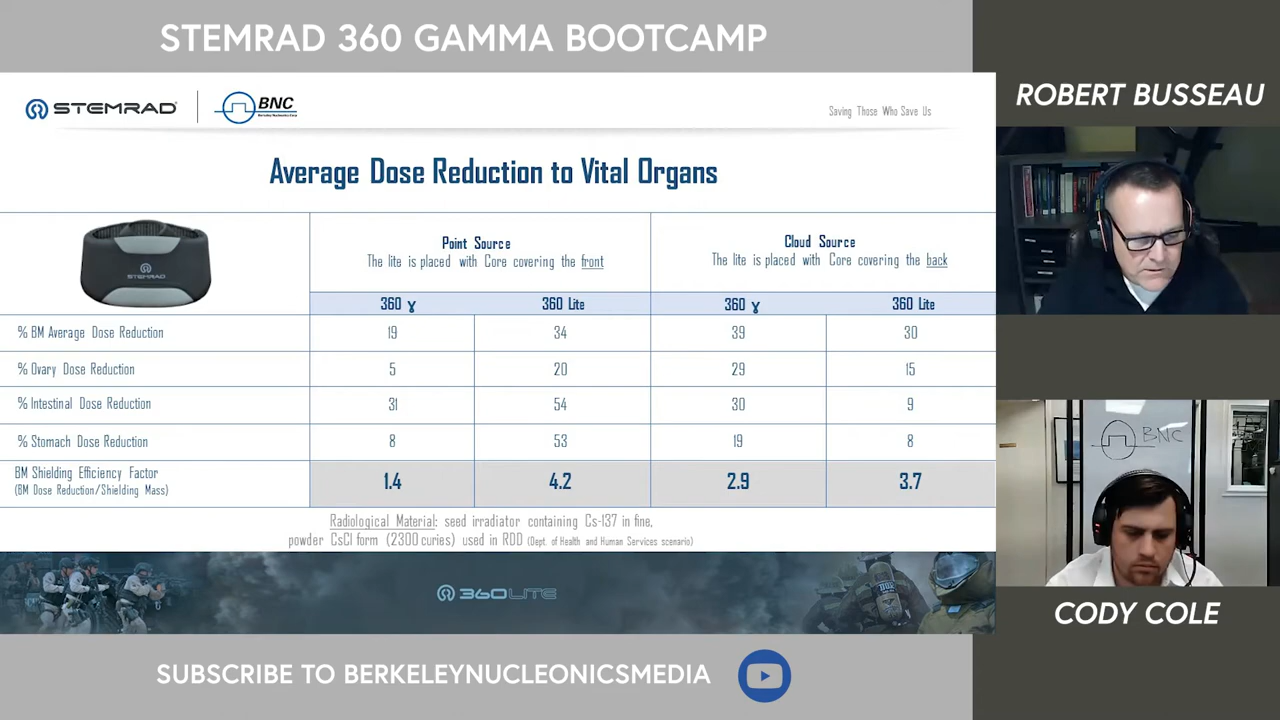 STEMRAD 360 GAMMA BOOTCAMP
STEMRAD
BNC
Berkeley Nucleonics Corp
Saving Those Who Save Us
Average Dose Reduction to Vital Organs
STEMRAD
Point Source
The lite is placed with Core covering the front
Cloud Source
The lite is placed with Core covering the back
360 ɣ 360 Lite 360 ɣ 360 Lite
% BM Average Dose Reduction 19 34 39 30
% Ovary Dose Reduction 5 20 29 15
% Intestinal Dose Reduction 31 54 30 9
% Stomach Dose Reduction 8 53 19 8
BM Shielding Efficiency Factor
(BM Dose Reduction/Shielding Mass) 1.4 4.2 2.9 3.7
Radiological Material: seed irradiator containing Cs-137 in fine,
powder CsCl form (2300 curies) used in RDD (Dept. of Health and Human Services scenario)
360LITE
SUBSCRIBE TO BERKELEYNUCLEONICSMEDIA
ROBERT BUSSEAU
BNC
CODY COLE